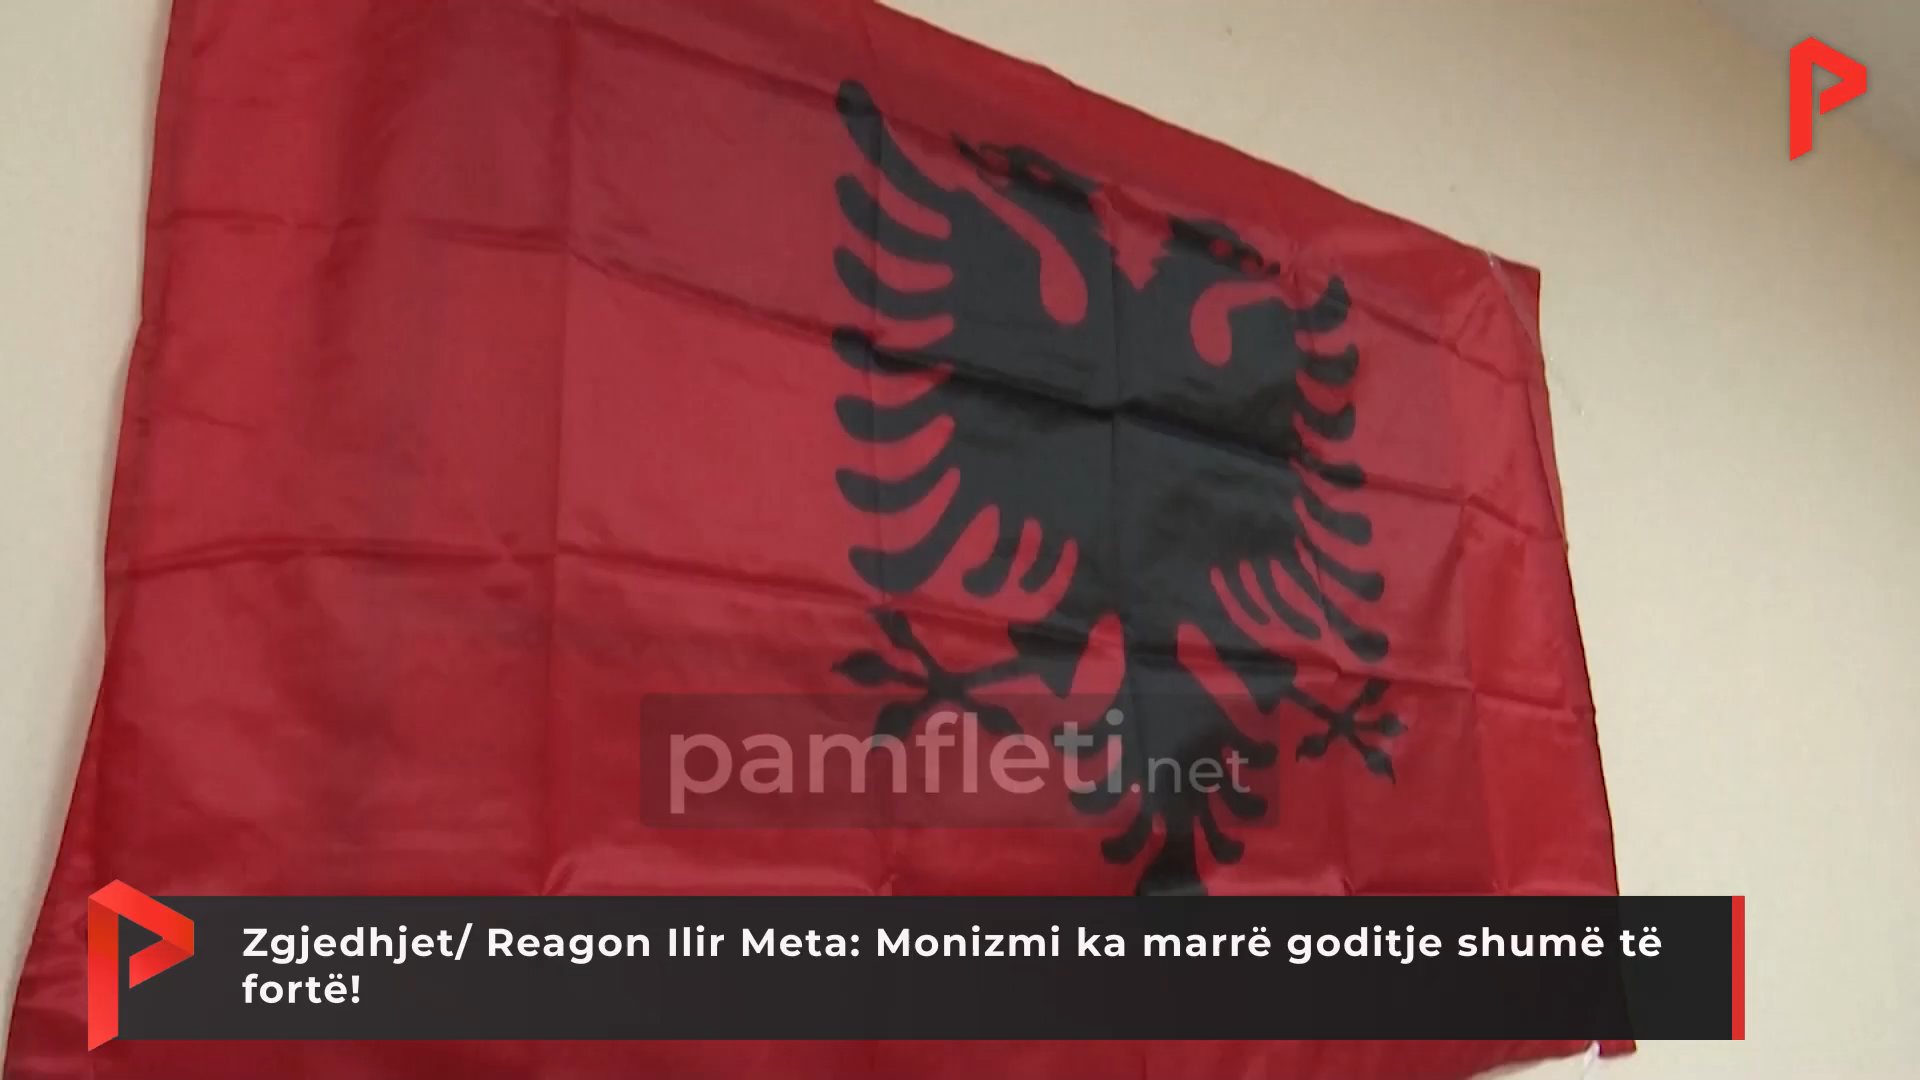 pamfleti.net
Zgjedhjet/ Reagon Ilir Meta: Monizmi ka marrë goditje shumë të
fortë!